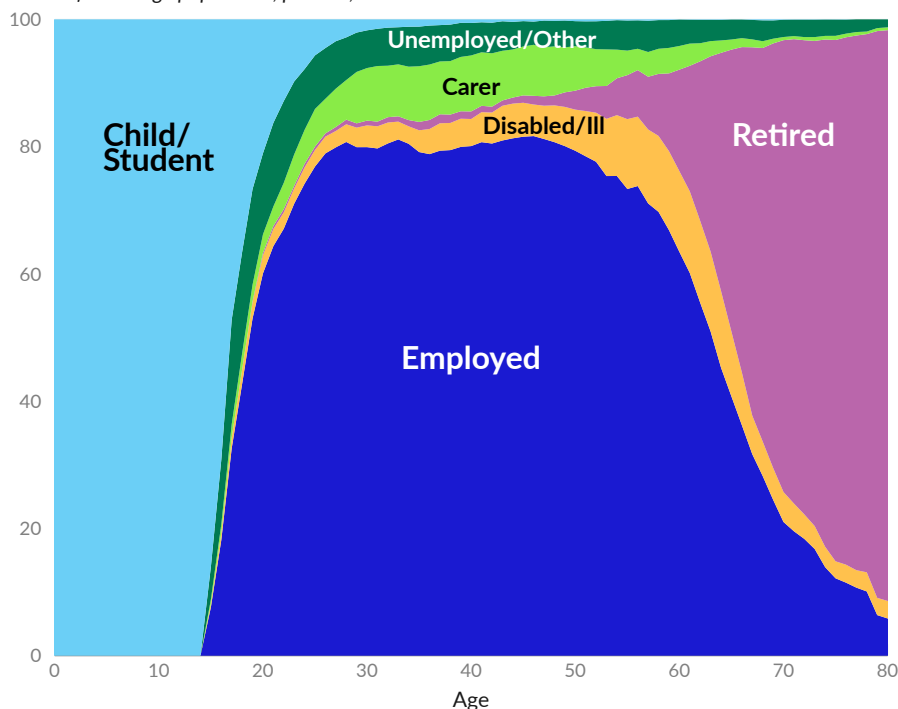 100
80
60
40
20
0
Child/
Student
Unemployed/Other
Carer
Disabled/Ill
Retired
Employed
0 10 20 30 40 50 60 70 80
Age